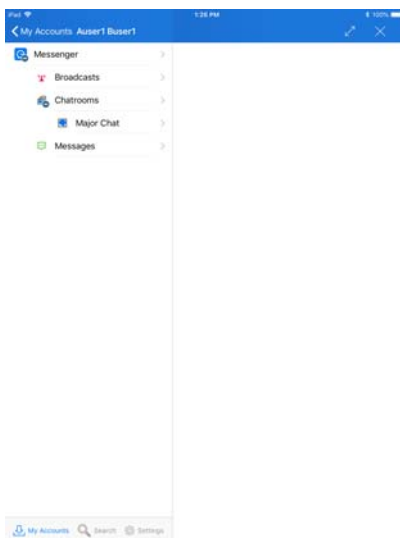 iPad 1:26 PM 100%
My Accounts Auser1 Buser1
Messenger
Broadcasts
Chatrooms
Major Chat
Messages
My Accounts Search Settings